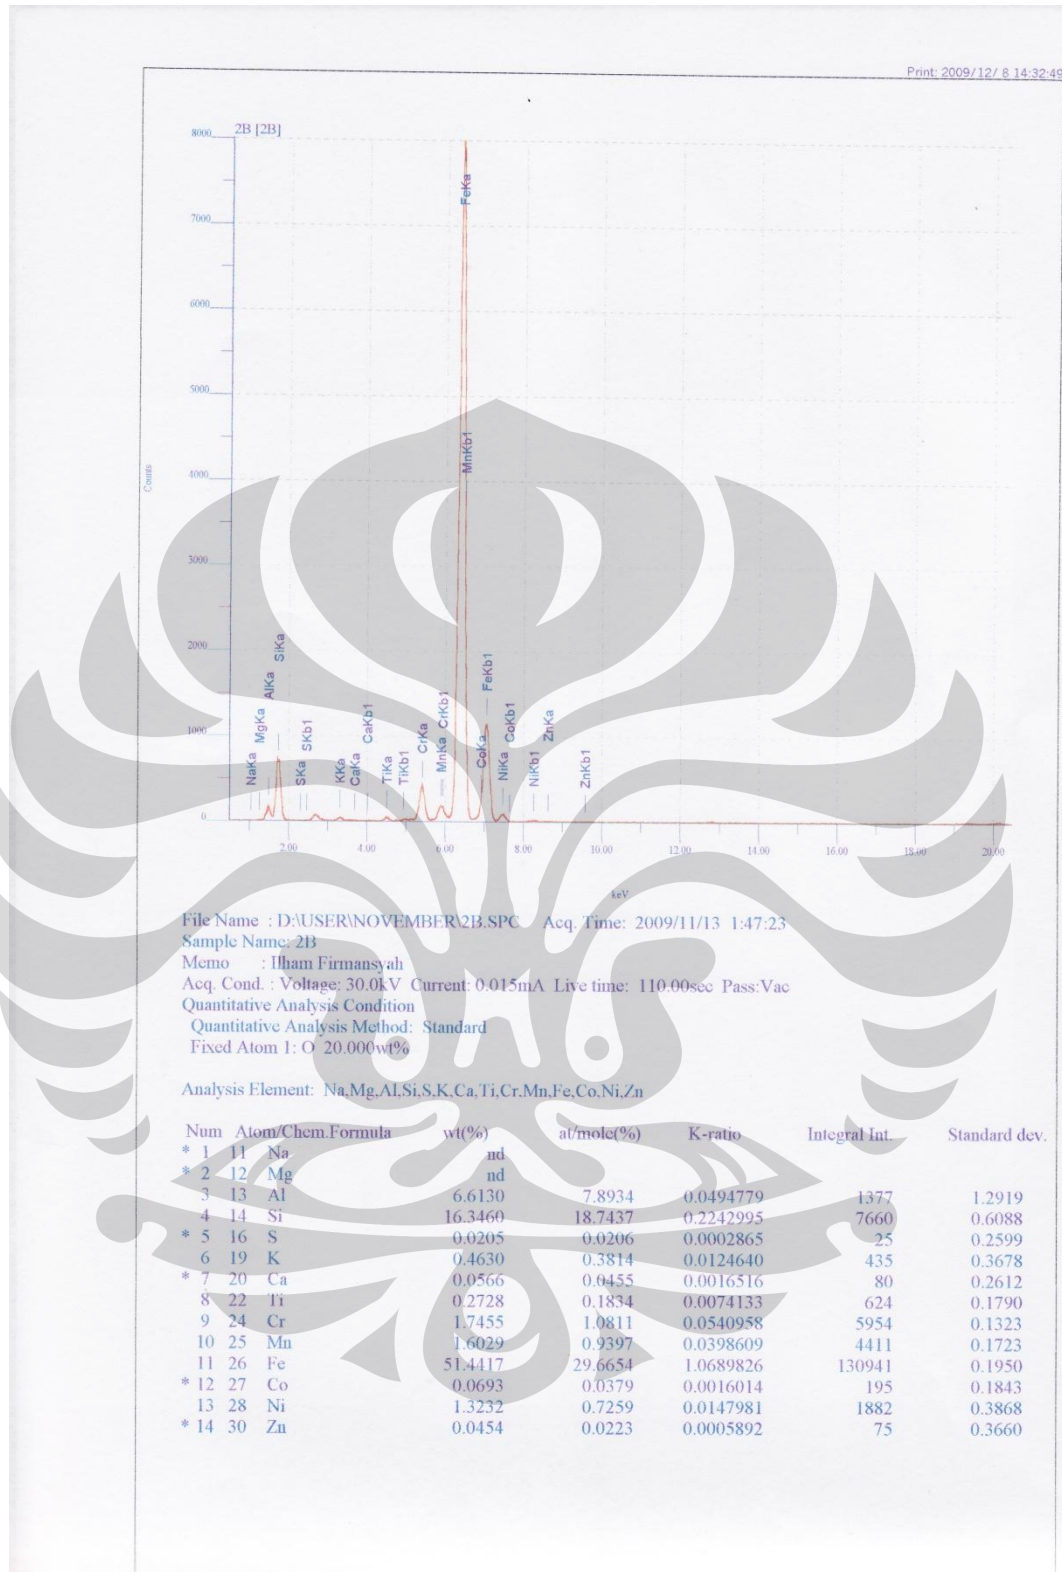 Print: 2009/12/ 8 14:32:49
2B [2B]
8000
FeKa
7000
6000
5000
MnKb1
4000
Counts
3000
2000
SiKa
FeKb1
AlKa
MgKa
SKb1
CaKb1
CrKb1
CoKb1
ZnKa
1000
NaKa
SKa
KKa
CaKa
TiKa
TiKb1
CrKa
MnKa
CoKa
NiKa
NiKb1
ZnKb1
0
2.00 4.00 6.00 8.00 10.00 12.00 14.00 16.00 18.00 20.00
keV
File Name : D:\USER\NOVEMBER\2B.SPC Acq. Time: 2009/11/13 1:47:23
Sample Name: 2B
Memo : Ilham Firmansyah
Acq. Cond. : Voltage: 30.0kV Current: 0.015mA Live time: 110.00sec Pass:Vac
Quantitative Analysis Condition
Quantitative Analysis Method: Standard
Fixed Atom 1: O 20.000wt%
Analysis Element: Na,Mg,Al,Si,S,K,Ca,Ti,Cr,Mn,Fe,Co,Ni,Zn
Num Atom/Chem.Formula wt(%) at/mole(%) K-ratio Integral Int. Standard dev.
* 1 11 Na nd
* 2 12 Mg nd
3 13 Al 6.6130 7.8934 0.0494779 1377 1.2919
4 14 Si 16.3460 18.7437 0.2242995 7660 0.6088
* 5 16 S 0.0205 0.0206 0.0002865 25 0.2599
6 19 K 0.4630 0.3814 0.0124640 435 0.3678
* 7 20 Ca 0.0566 0.0455 0.0016516 80 0.2612
8 22 Ti 0.2728 0.1834 0.0074133 624 0.1790
9 24 Cr 1.7455 1.0811 0.0540958 5954 0.1323
10 25 Mn 1.6029 0.9397 0.0398609 4411 0.1723
11 26 Fe 51.4417 29.6654 1.0689826 130941 0.1950
* 12 27 Co 0.0693 0.0379 0.0016014 195 0.1843
13 28 Ni 1.3232 0.7259 0.0147981 1882 0.3868
* 14 30 Zn 0.0454 0.0223 0.0005892 75 0.3660